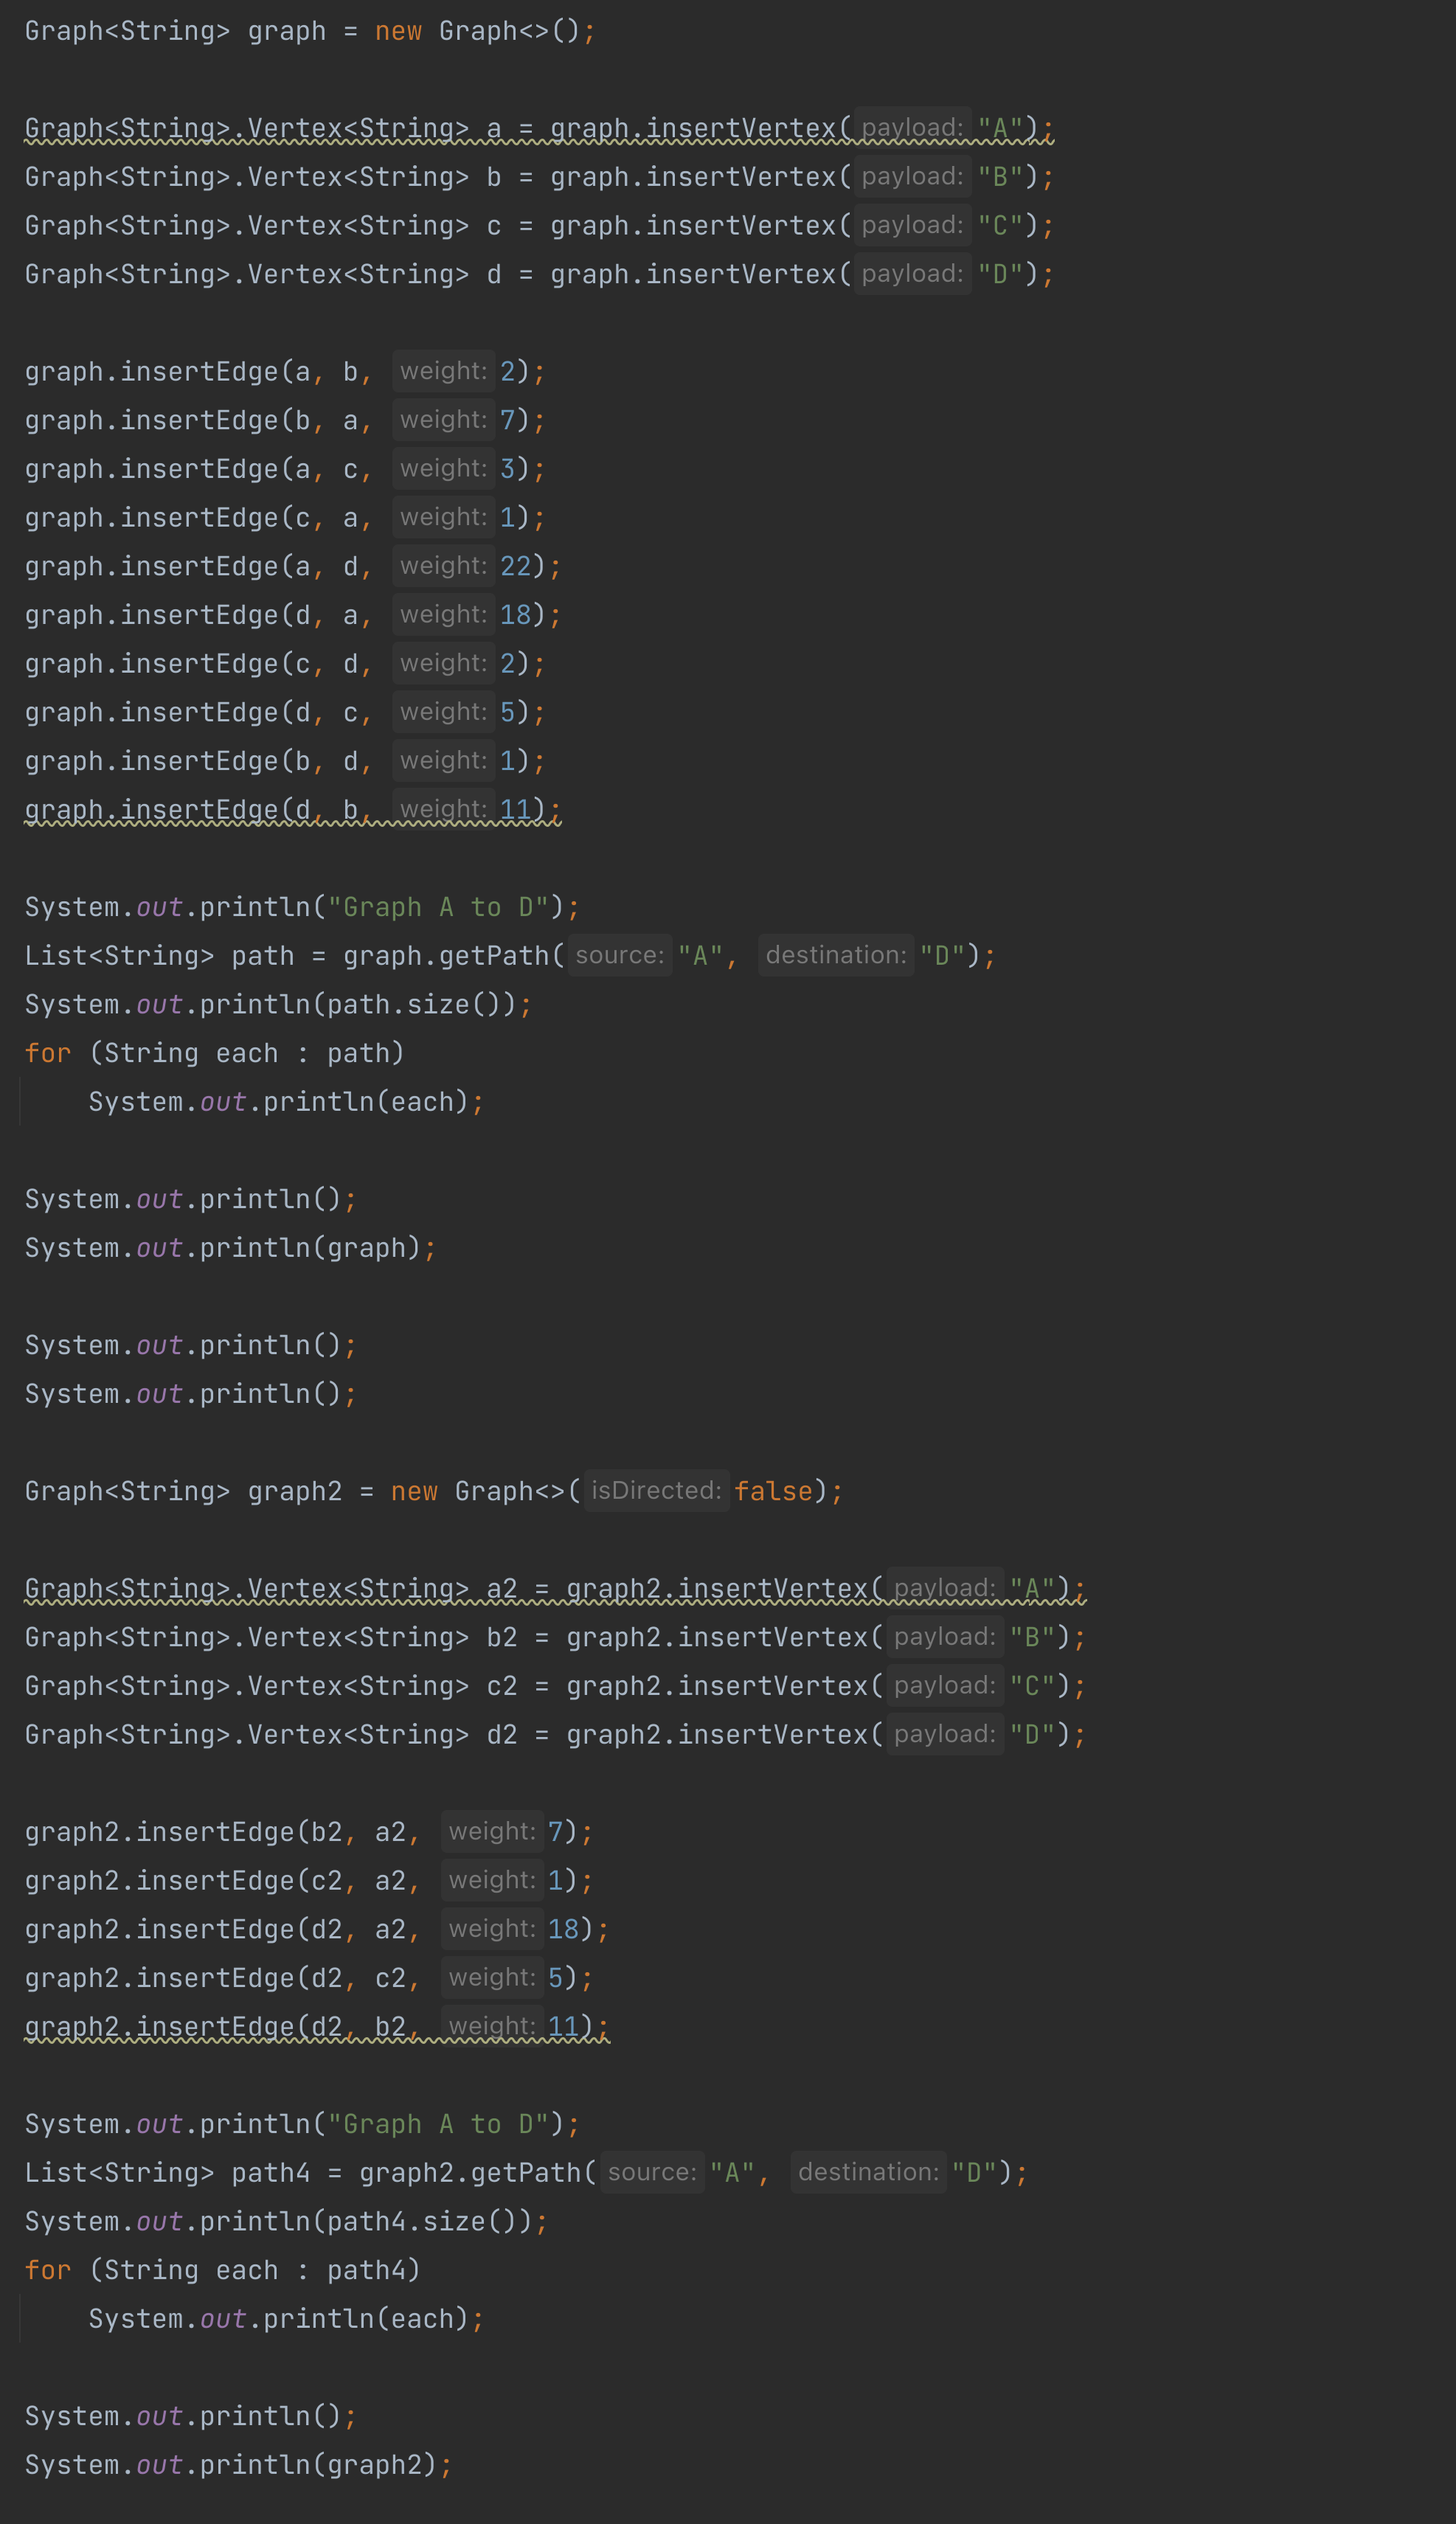 Graph<String> graph = new Graph<>();
Graph<String>.Vertex<String> a = graph.insertVertex( payload: "A");
Graph<String>.Vertex<String> b = graph.insertVertex( payload: "B");
Graph<String>.Vertex<String> c = graph.insertVertex( payload: "C");
Graph<String>.Vertex<String> d = graph.insertVertex( payload: "D");
graph.insertEdge(a, b, weight: 2);
graph.insertEdge(b, a, weight: 7);
graph.insertEdge(a, c, weight: 3);
graph.insertEdge(c, a, weight: 1);
graph.insertEdge(a, d, weight: 22);
graph.insertEdge(d, a, weight: 18);
graph.insertEdge(c, d, weight: 2);
graph.insertEdge(d, c, weight: 5);
graph.insertEdge(b, d, weight: 1);
graph.insertEdge(d, b, weight: 11);
System.out.println("Graph A to D");
List<String> path = graph.getPath( source: "A", destination: "D");
System.out.println(path.size());
for (String each : path)
System.out.println(each);
System.out.println();
System.out.println(graph);
System.out.println();
System.out.println();
Graph<String> graph2 = new Graph<>( isDirected: false);
Graph<String>.Vertex<String> a2 = graph2.insertVertex( payload: "A");
Graph<String>.Vertex<String> b2 = graph2.insertVertex( payload: "B");
Graph<String>.Vertex<String> c2 = graph2.insertVertex( payload: "C");
Graph<String>.Vertex<String> d2 = graph2.insertVertex( payload: "D");
graph2.insertEdge(b2, a2, weight: 7);
graph2.insertEdge(c2, a2, weight: 1);
graph2.insertEdge(d2, a2, weight: 18);
graph2.insertEdge(d2, c2, weight: 5);
graph2.insertEdge(d2, b2, weight: 11);
System.out.println("Graph A to D");
List<String> path4 = graph2.getPath( source: "A", destination: "D");
System.out.println(path4.size());
for (String each : path4)
System.out.println(each);
System.out.println();
System.out.println(graph2);